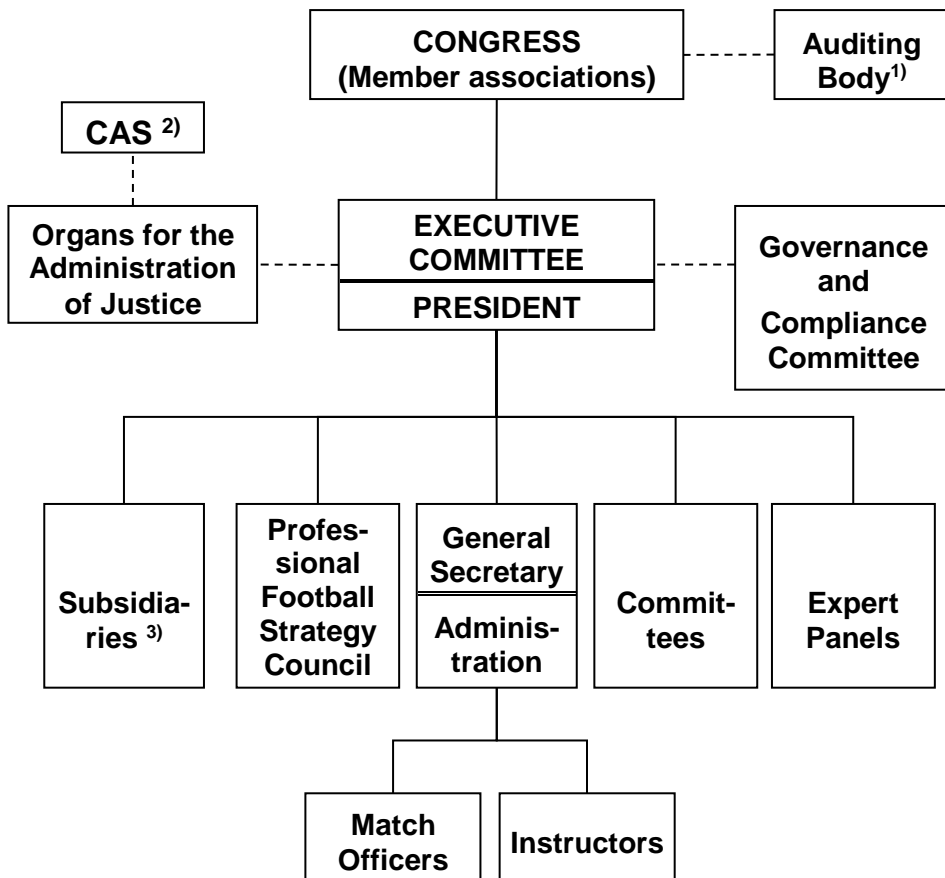 CONGRESS
(Member associations)
Auditing
Body1)
CAS 2)
Organs for the
Administration
of Justice
EXECUTIVE
COMMITTEE
PRESIDENT
Governance
and
Compliance
Committee
Subsidia-
ries 3)
Profes-
sional
Football
Strategy
Council
General
Secretary
Adminis-
tration
Commit-
tees
Expert
Panels
Match
Officers
Instructors